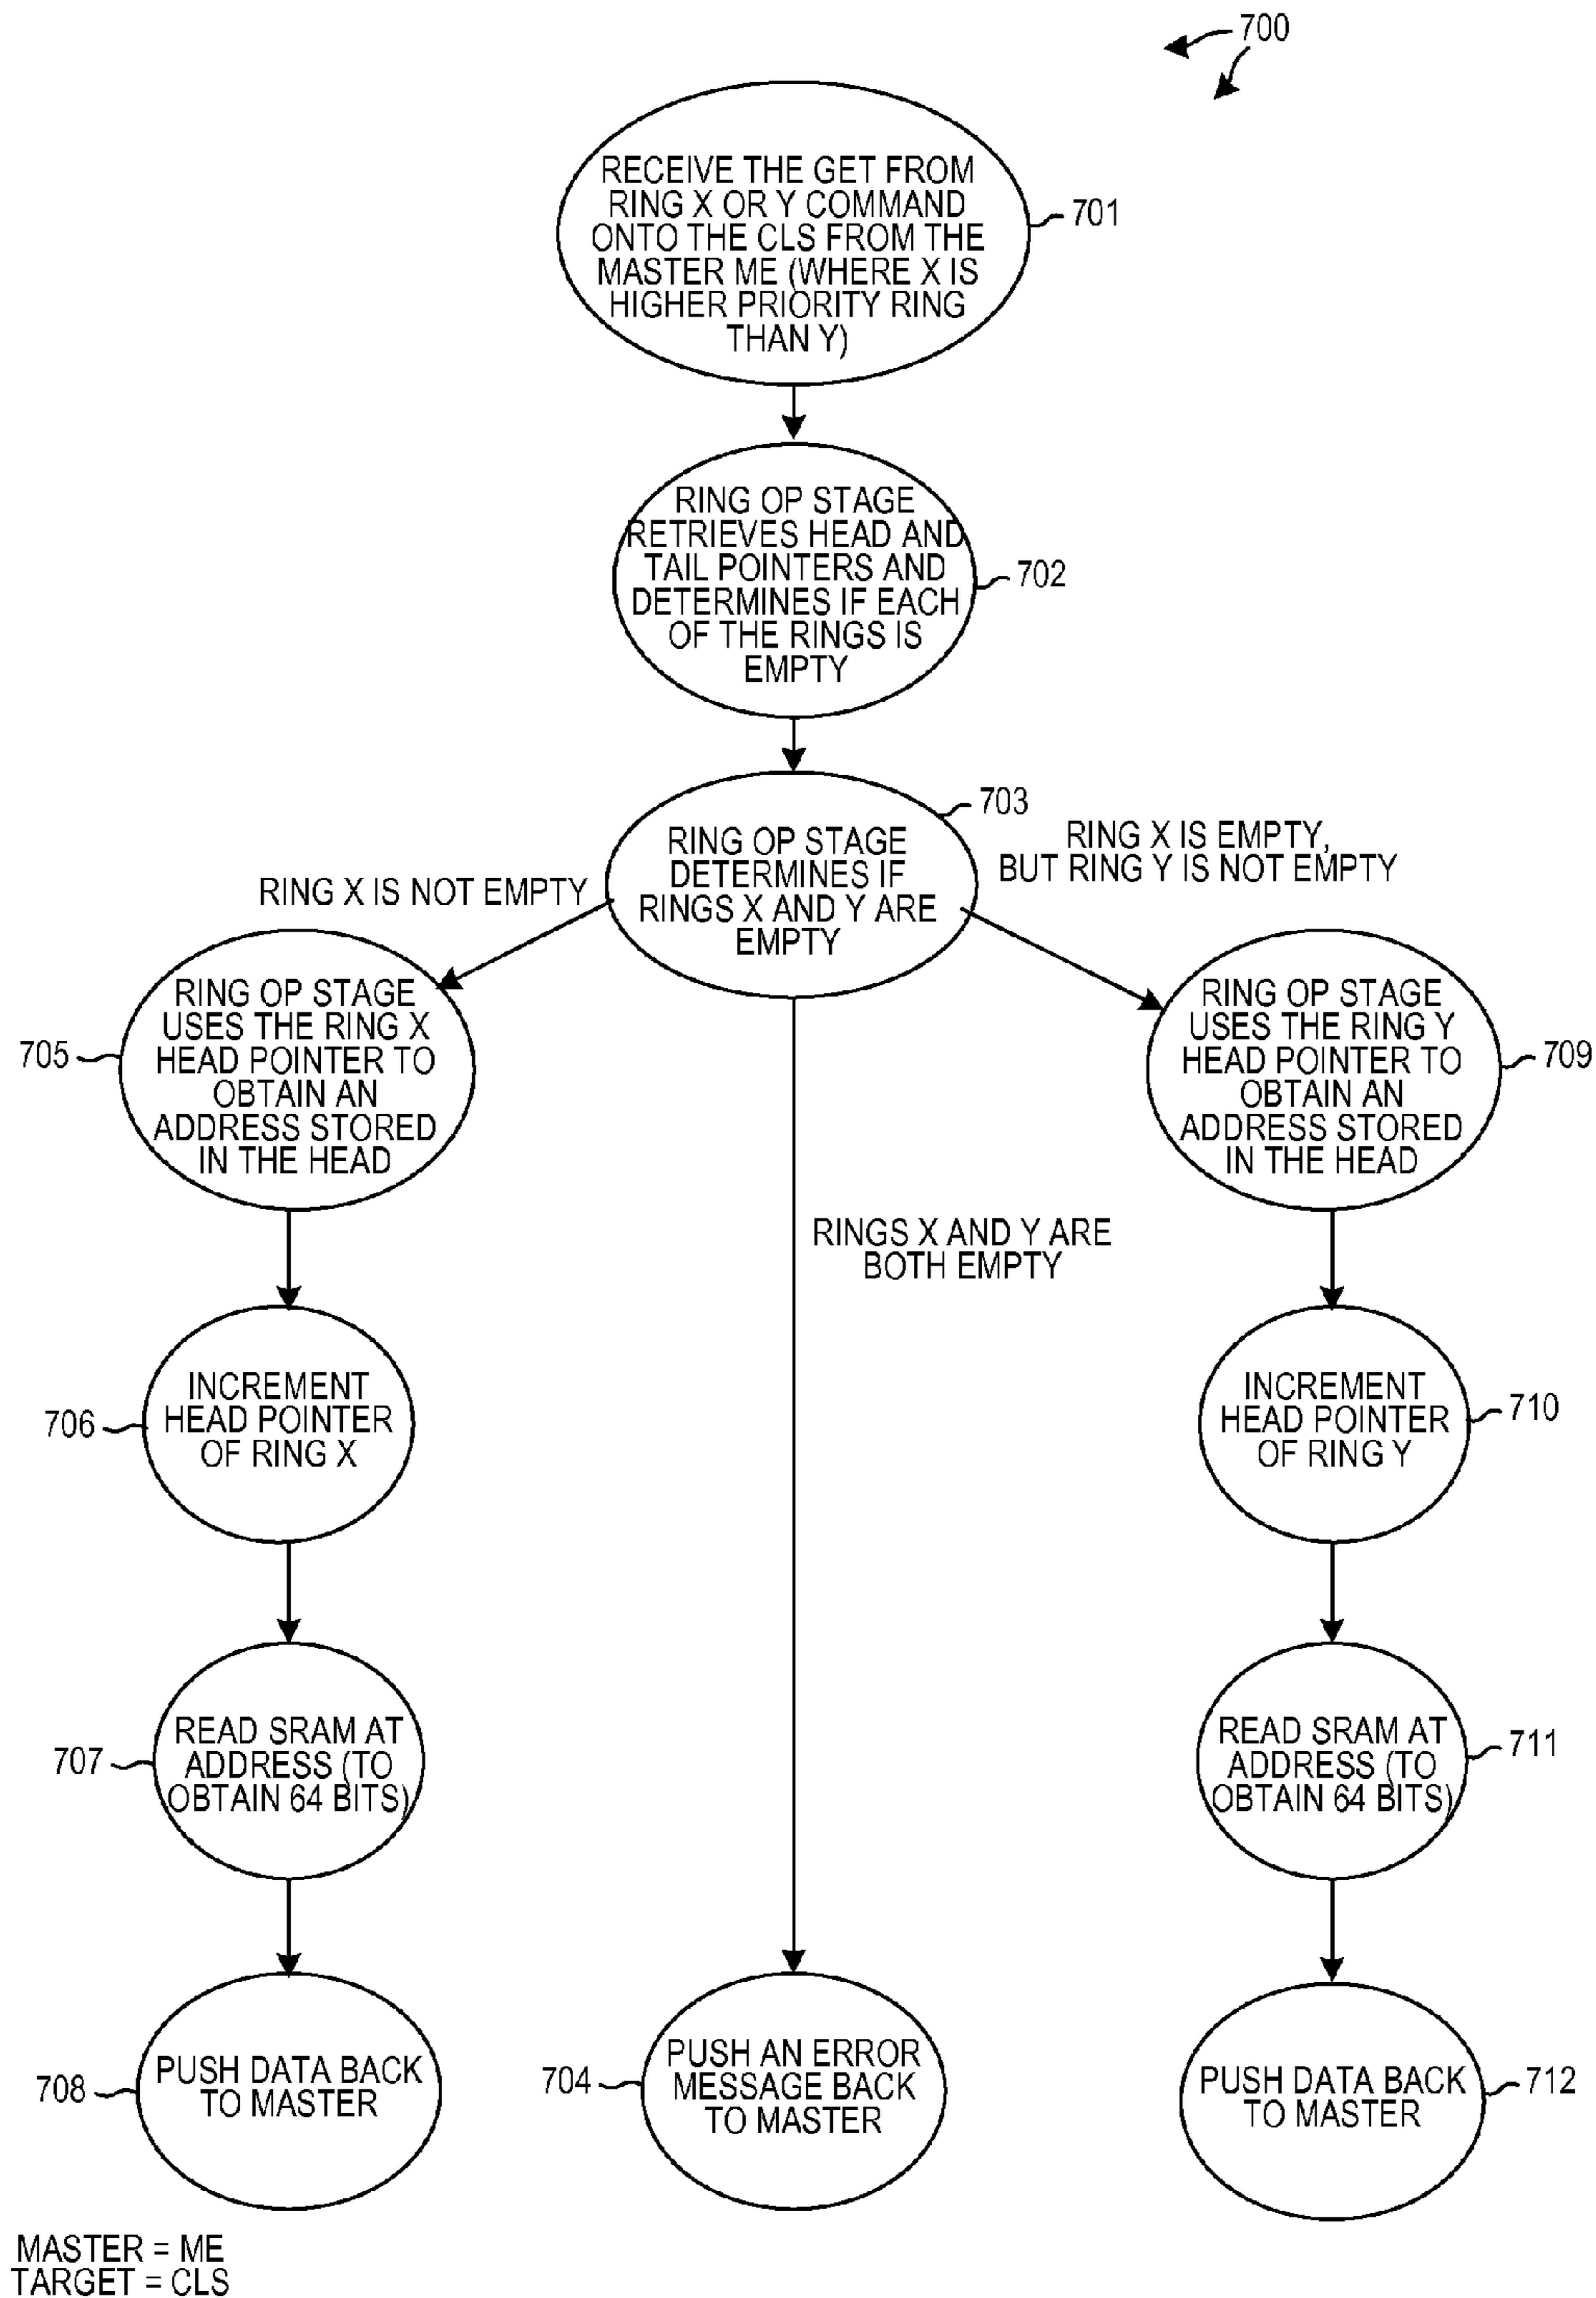 700
RECEIVE THE GET FROM
RING X OR Y COMMAND
ONTO THE CLS FROM THE
MASTER ME (WHERE X IS
HIGHER PRIORITY RING
THAN Y)
701
RING OP STAGE
RETRIEVES HEAD AND
TAIL POINTERS AND
DETERMINES IF EACH
OF THE RINGS IS
EMPTY
702
703
RING OP STAGE
DETERMINES IF
RINGS X AND Y ARE
EMPTY
RING X IS NOT EMPTY
RING X IS EMPTY,
BUT RING Y IS NOT EMPTY
705
RING OP STAGE
USES THE RING X
HEAD POINTER TO
OBTAIN AN
ADDRESS STORED
IN THE HEAD
RING OP STAGE
USES THE RING Y
HEAD POINTER TO
OBTAIN AN
ADDRESS STORED
IN THE HEAD
709
RINGS X AND Y ARE
BOTH EMPTY
706
INCREMENT
HEAD POINTER
OF RING X
INCREMENT
HEAD POINTER
OF RING Y
710
707
READ SRAM AT
ADDRESS (TO
OBTAIN 64 BITS)
READ SRAM AT
ADDRESS (TO
OBTAIN 64 BITS)
711
708
PUSH DATA BACK
TO MASTER
704
PUSH AN ERROR
MESSAGE BACK
TO MASTER
PUSH DATA BACK
TO MASTER
712
MASTER = ME
TARGET = CLS